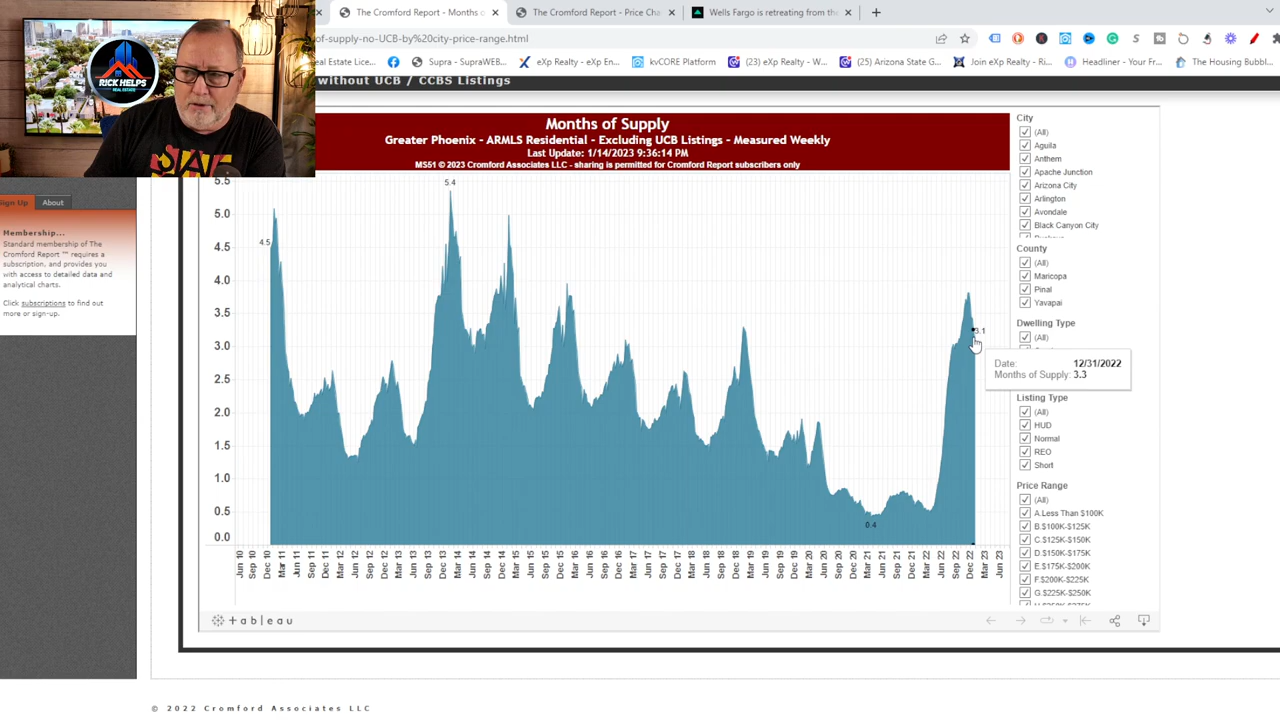 The Cromford Report - Months o
The Cromford Report - Price Cha
Wells Fargo is retreating from the
of-supply-no-UCB-by%20city-price-range.html
Real Estate Lice...
Supra - SupraWEB...
eXp Realty - eXp En...
kvCORE Platform
(23) eXp Realty - W...
(25) Arizona State G...
Join eXp Realty - Ri...
Headliner - Your Fr...
The Housing Bubbl...
RICK HELPS
REAL ESTATE
without UCB / CCBS Listings
Months of Supply
Greater Phoenix - ARMLS Residential - Excluding UCB Listings - Measured Weekly
Last Update: 1/14/2023 9:36:14 PM
MS51 © 2023 Cromford Associates LLC - sharing is permitted for Cromford Report subscribers only
Sign Up
About
Membership...
Standard membership of The
Cromford Report ™ requires a
subscription, and provides you
with access to detailed data and
analytical charts.
Click subscriptions to find out
more or sign-up.
5.5
5.0
4.5
4.0
3.5
3.0
2.5
2.0
1.5
1.0
0.5
0.0
4.5
5.4
0.4
3.1
Date: 12/31/2022
Months of Supply: 3.3
Jun 10
Sep 10
Dec 10
Mar 11
Jun 11
Sep 11
Dec 11
Mar 12
Jun 12
Sep 12
Dec 12
Mar 13
Jun 13
Sep 13
Dec 13
Mar 14
Jun 14
Sep 14
Dec 14
Mar 15
Jun 15
Sep 15
Dec 15
Mar 16
Jun 16
Sep 16
Dec 16
Mar 17
Jun 17
Sep 17
Dec 17
Mar 18
Jun 18
Sep 18
Dec 18
Mar 19
Jun 19
Sep 19
Dec 19
Mar 20
Jun 20
Sep 20
Dec 20
Mar 21
Jun 21
Sep 21
Dec 21
Mar 22
Jun 22
Sep 22
Dec 22
Mar 23
Jun 23
City
(All)
Aguila
Anthem
Apache Junction
Arizona City
Arlington
Avondale
Black Canyon City
County
(All)
Maricopa
Pinal
Yavapai
Dwelling Type
(All)
Listing Type
(All)
HUD
Normal
REO
Short
Price Range
(All)
A.Less Than $100K
B.$100K-$125K
C.$125K-$150K
D.$150K-$175K
E.$175K-$200K
F.$200K-$225K
G.$225K-$250K
+ a b l e a u
© 2022 Cromford Associates LLC